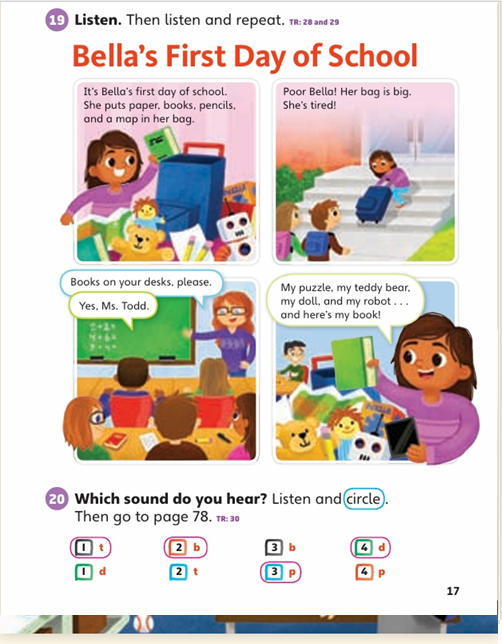 19 Listen. Then listen and repeat. TR: 28 and 29
Bella's First Day of School
It's Bella's first day of school.
She puts paper, books, pencils,
and a map in her bag.
Poor Bella! Her bag is big.
She's tired!
Books on your desks, please.
Yes, Ms. Todd.
My puzzle, my teddy bear,
my doll, and my robot . . .
and here's my book!
20 Which sound do you hear? Listen and circle.
Then go to page 78. TR: 30
1 t 2 b 3 b 4 d
1 d 2 t 3 p 4 p
17